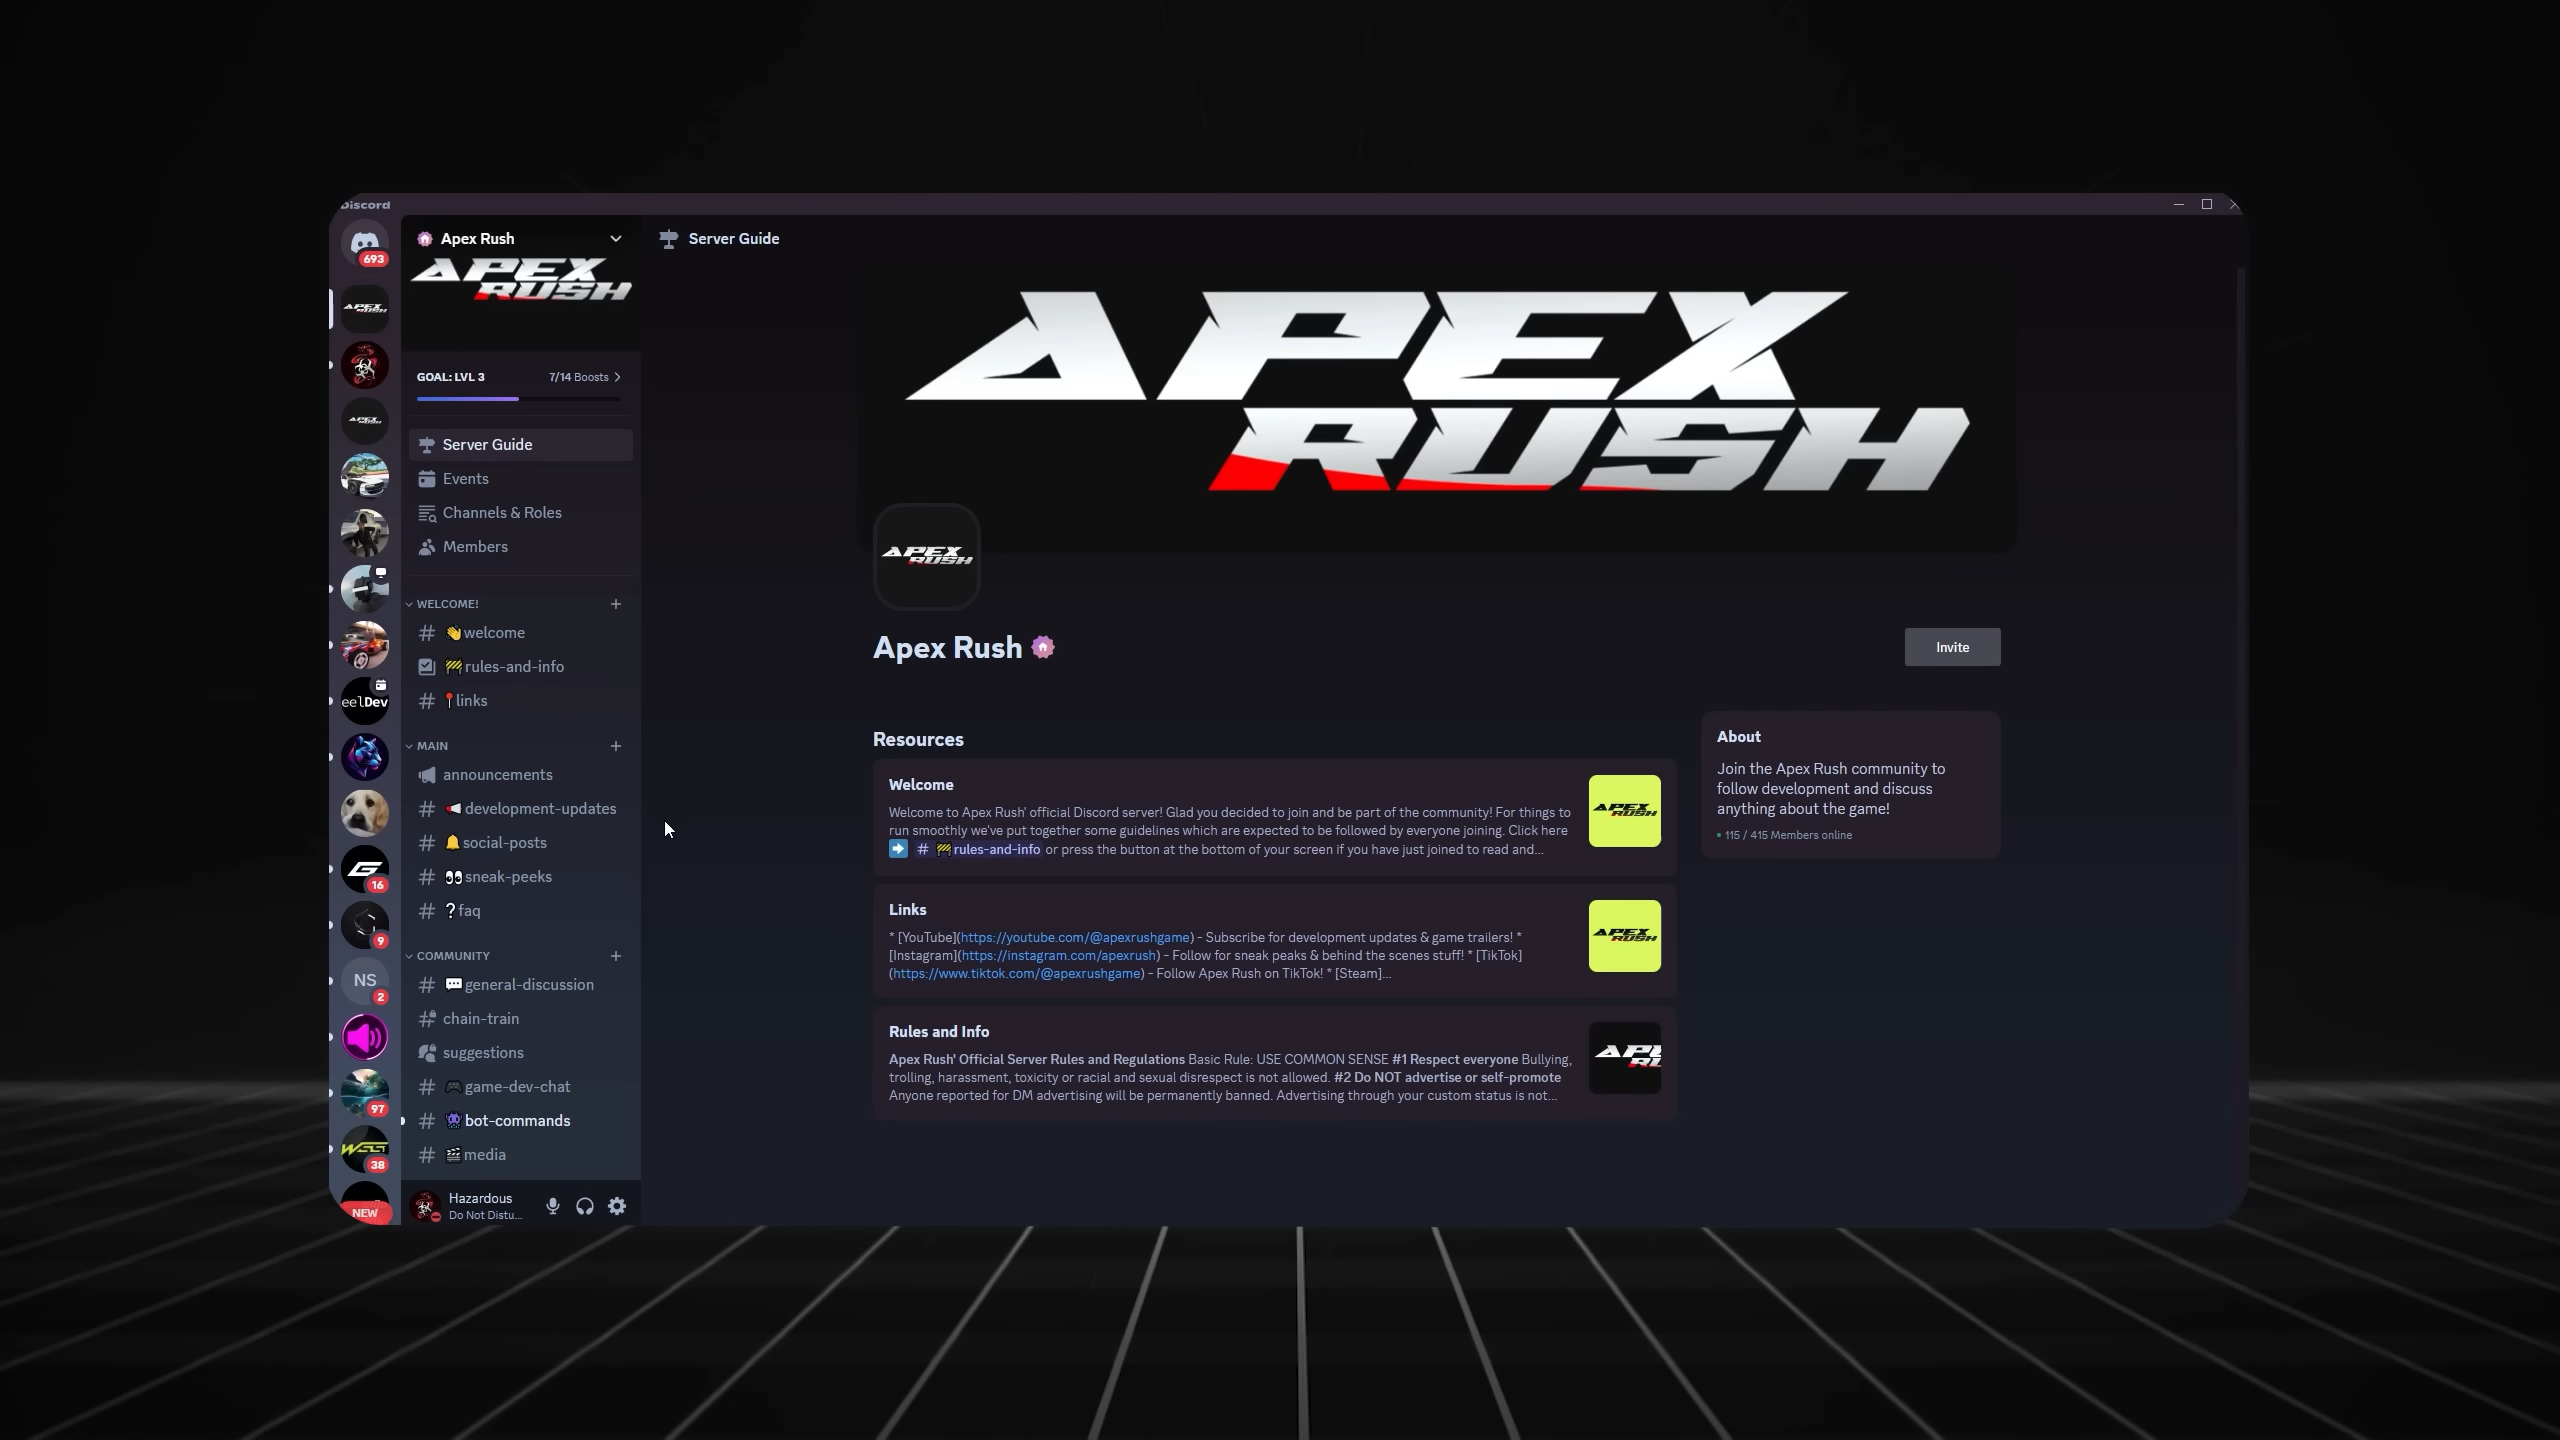 Discord
693
Apex Rush
APEX
RUSH
GOAL: LVL 3
7/14 Boosts
Server Guide
Events
Channels & Roles
Members
WELCOME!
welcome
rules-and-info
links
MAIN
announcements
development-updates
social-posts
sneak-peeks
?faq
COMMUNITY
general-discussion
chain-train
suggestions
game-dev-chat
bot-commands
media
Hazardous
Do Not Distu...
APEX
RUSH
APEX
RUSH
eelDev
16
9
NS
2
97
38
NEW
Server Guide
APEX
RUSH
APEX
RUSH
Apex Rush
Invite
Resources
Welcome
Welcome to Apex Rush' official Discord server! Glad you decided to join and be part of the community! For things to
run smoothly we've put together some guidelines which are expected to be followed by everyone joining. Click here
# rules-and-info or press the button at the bottom of your screen if you have just joined to read and...
APEX
RUSH
Links
* [YouTube](https://youtube.com/@apexrushgame) - Subscribe for development updates & game trailers! *
[Instagram](https://instagram.com/apexrush) - Follow for sneak peaks & behind the scenes stuff! * [TikTok]
(https://www.tiktok.com/@apexrushgame) - Follow Apex Rush on TikTok! * [Steam]...
APEX
RUSH
Rules and Info
Apex Rush' Official Server Rules and Regulations Basic Rule: USE COMMON SENSE #1 Respect everyone Bullying,
trolling, harassment, toxicity or racial and sexual disrespect is not allowed. #2 Do NOT advertise or self-promote
Anyone reported for DM advertising will be permanently banned. Advertising through your custom status is not...
About
Join the Apex Rush community to
follow development and discuss
anything about the game!
115 / 415 Members online